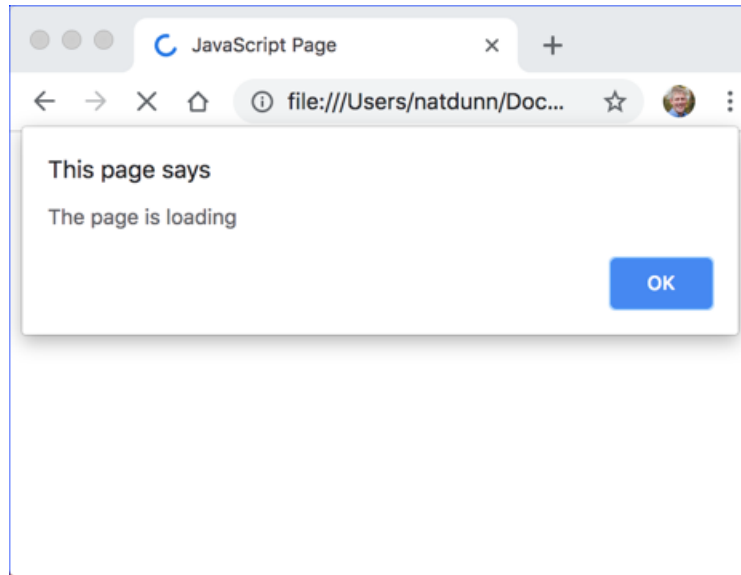 JavaScript Page
file:///Users/natdunn/Doc...
This page says
The page is loading
OK